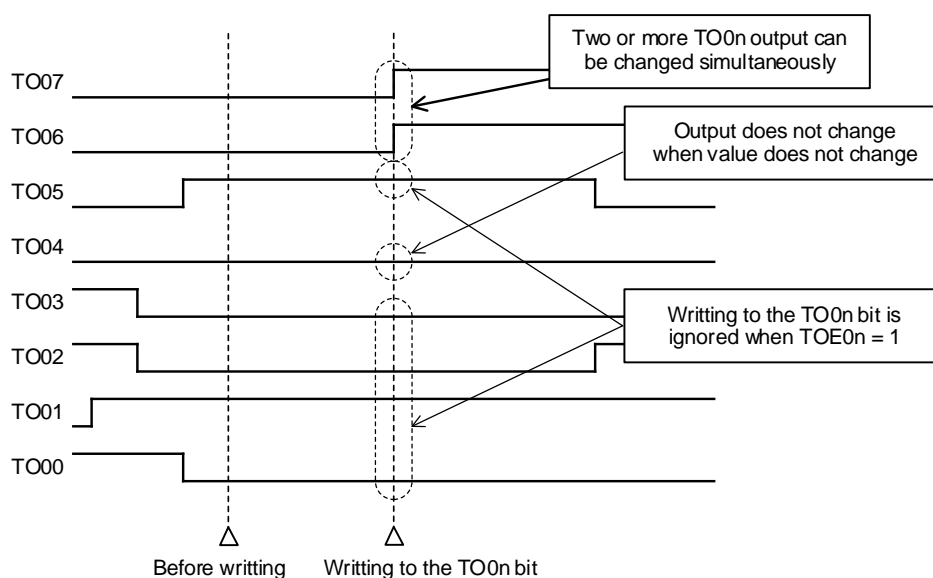 Two or more TO0n output can
be changed simultaneously
TO07
TO06
Output does not change
when value does not change
TO05
TO04
TO03
Writting to the TO0n bit is
ignored when TOE0n = 1
TO02
TO01
TO00
Before writting
Writting to the TO0n bit